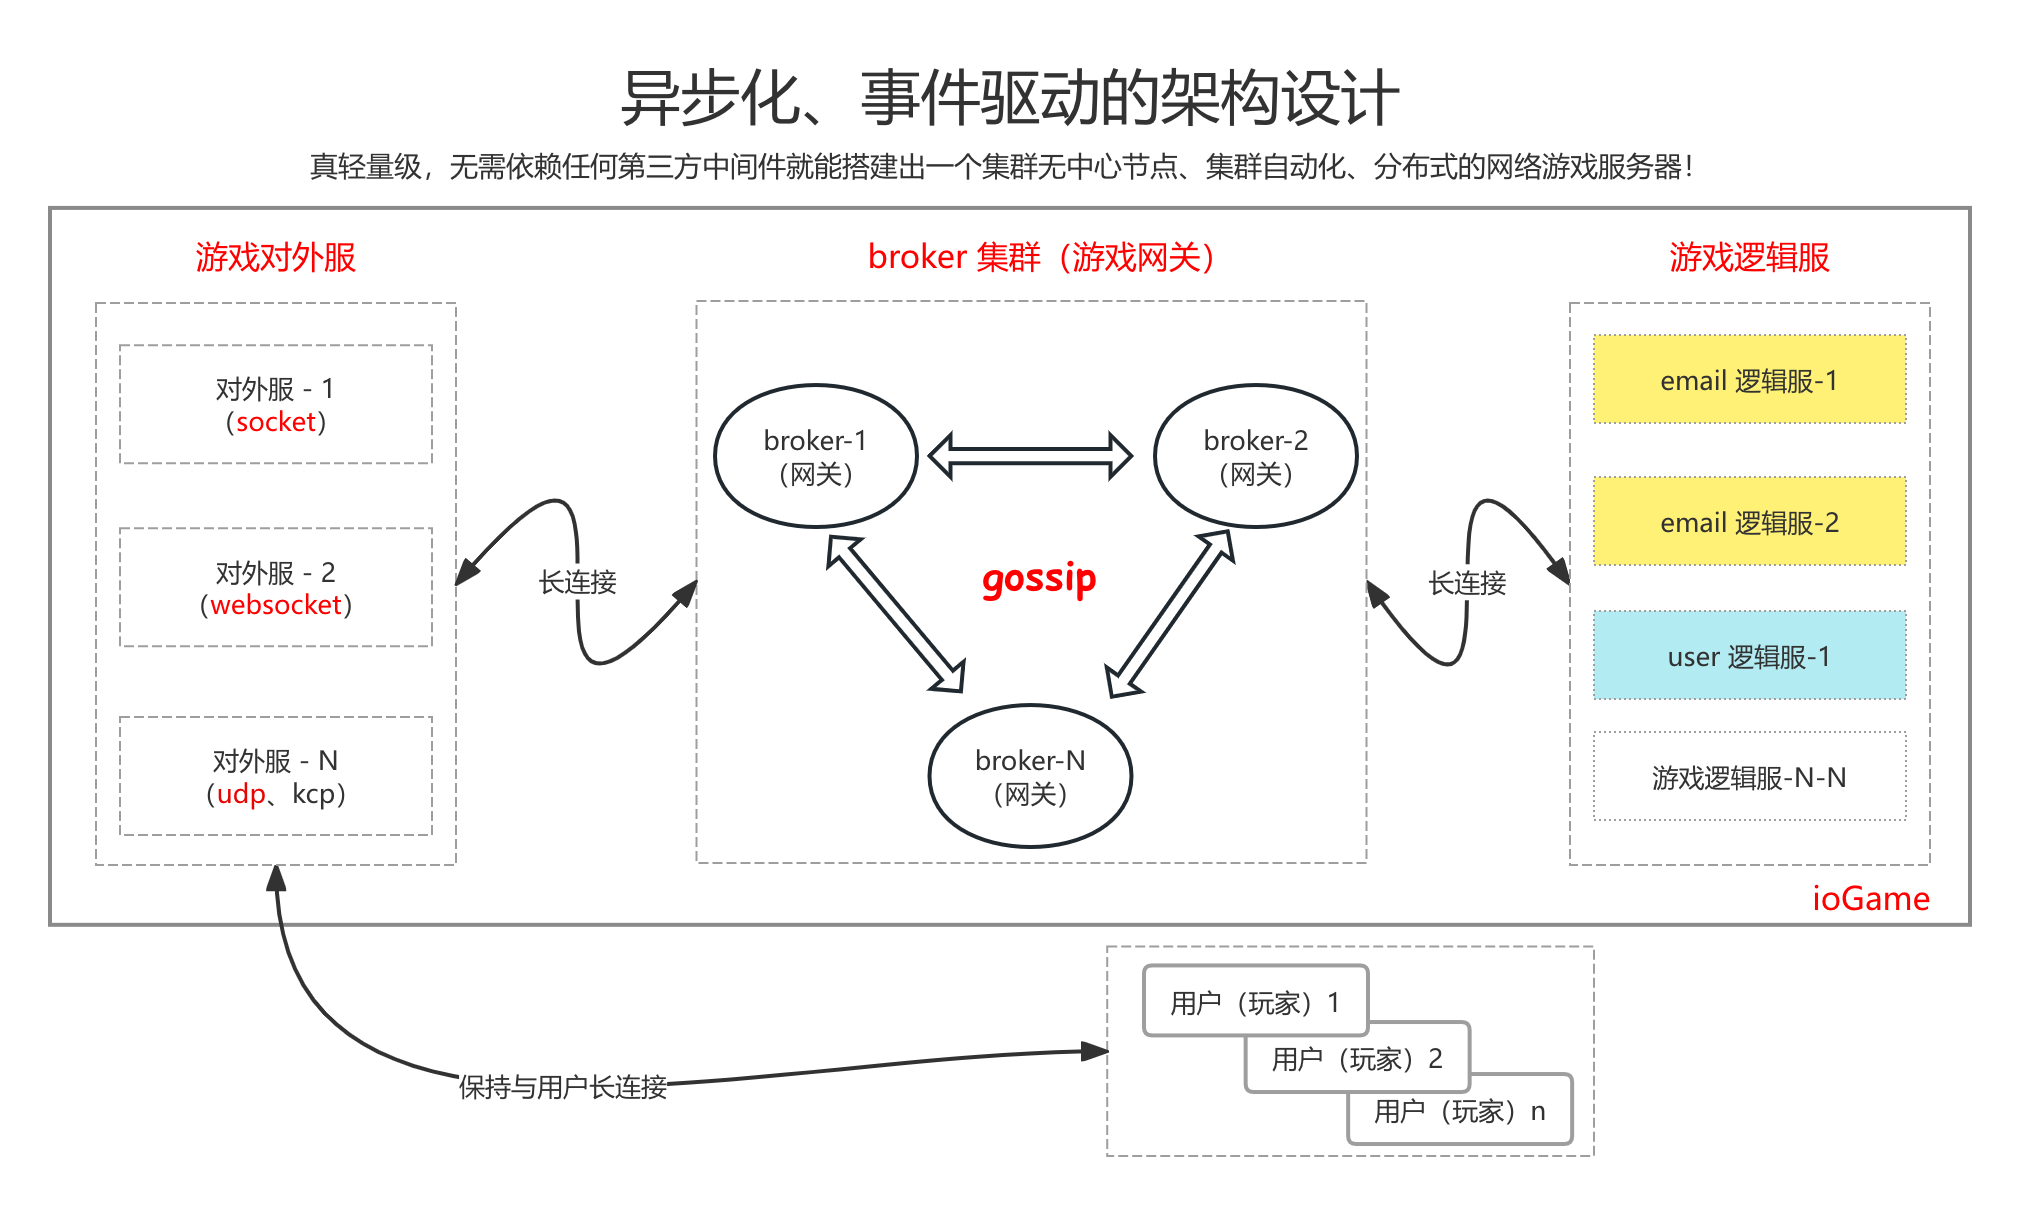 异步化、事件驱动的架构设计
真轻量级，无需依赖任何第三方中间件就能搭建出一个集群无中心节点、集群自动化、分布式的网络游戏服务器！
游戏对外服
对外服 - 1
（socket）
对外服 - 2
（websocket）
对外服 - N
（udp、kcp）
长连接
broker 集群（游戏网关）
broker-1
（网关）
broker-2
（网关）
gossip
broker-N
（网关）
长连接
游戏逻辑服
email 逻辑服-1
email 逻辑服-2
user 逻辑服-1
游戏逻辑服-N-N
ioGame
保持与用户长连接
用户（玩家）1
用户（玩家）2
用户（玩家）n